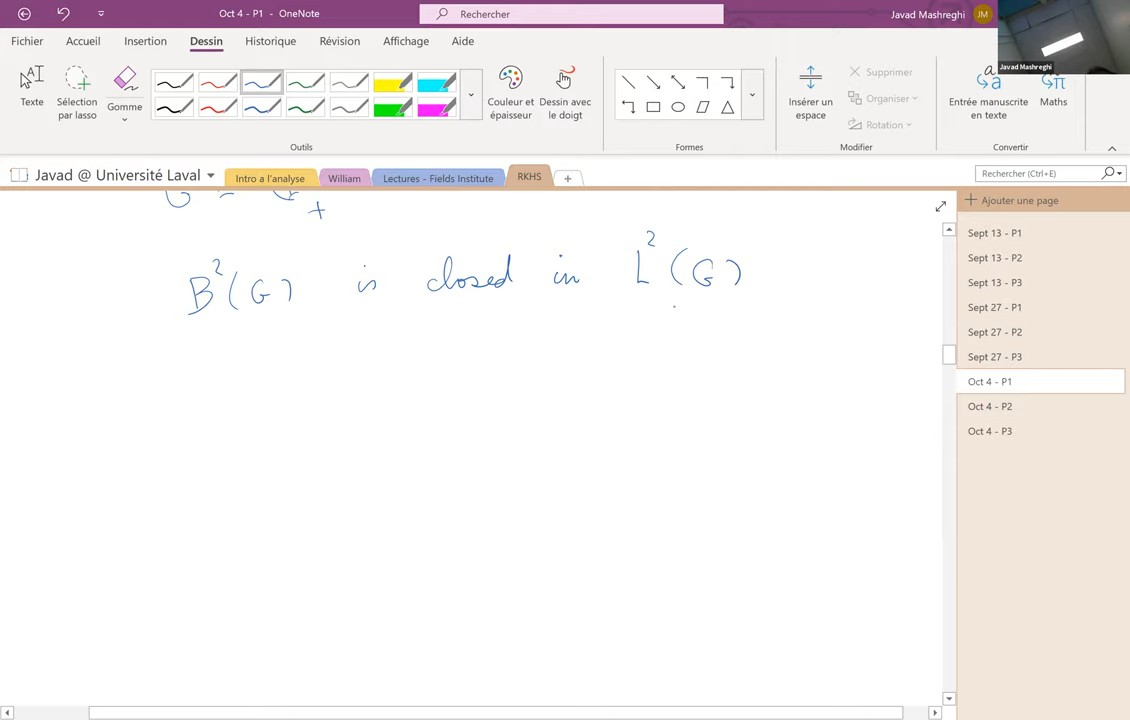 Oct 4 - P1 - OneNote
Rechercher
Javad Mashreghi
JM
Fichier Accueil Insertion Dessin Historique Révision Affichage Aide
Javad Mashreghi
Texte
Sélection par lasso
Gomme
Couleur et épaisseur
Dessin avec le doigt
Insérer un espace
Supprimer
Organiser
Rotation
Entrée manuscrite en texte
Maths
Outils
Formes
Modifier
Convertir
Javad @ Université Laval
Intro a l'analyse
William
Lectures - Fields Institute
RKHS
Rechercher (Ctrl+E)
Ajouter une page
Sept 13 - P1
Sept 13 - P2
Sept 13 - P3
Sept 27 - P1
Sept 27 - P2
Sept 27 - P3
Oct 4 - P1
Oct 4 - P2
Oct 4 - P3
+
B²(G) is closed in L²(G)